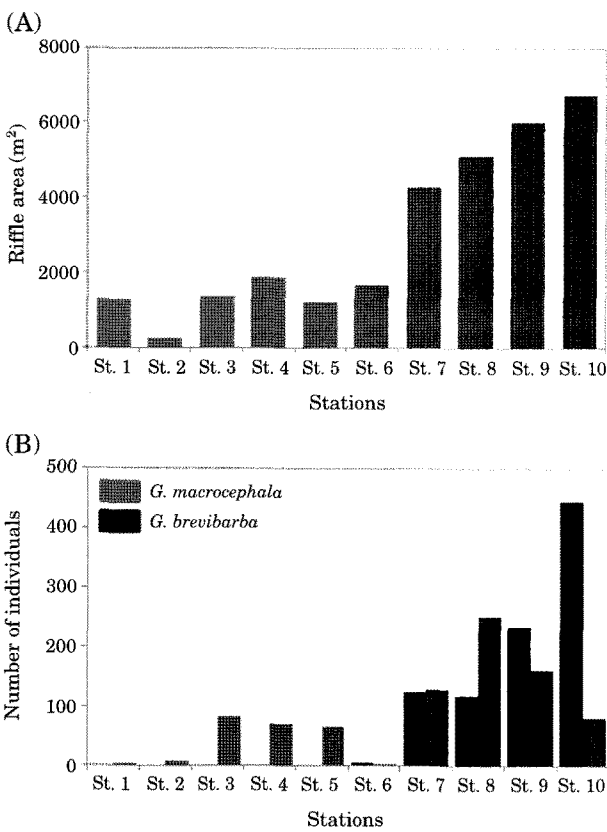 (A)
8000
6000
4000
2000
0
Riffle area (m²)
St. 1 St. 2 St. 3 St. 4 St. 5 St. 6 St. 7 St. 8 St. 9 St. 10
Stations
(B)
500
400
300
200
100
0
Number of individuals
G. macrocephala
G. brevibarba
St. 1 St. 2 St. 3 St. 4 St. 5 St. 6 St. 7 St. 8 St. 9 St. 10
Stations